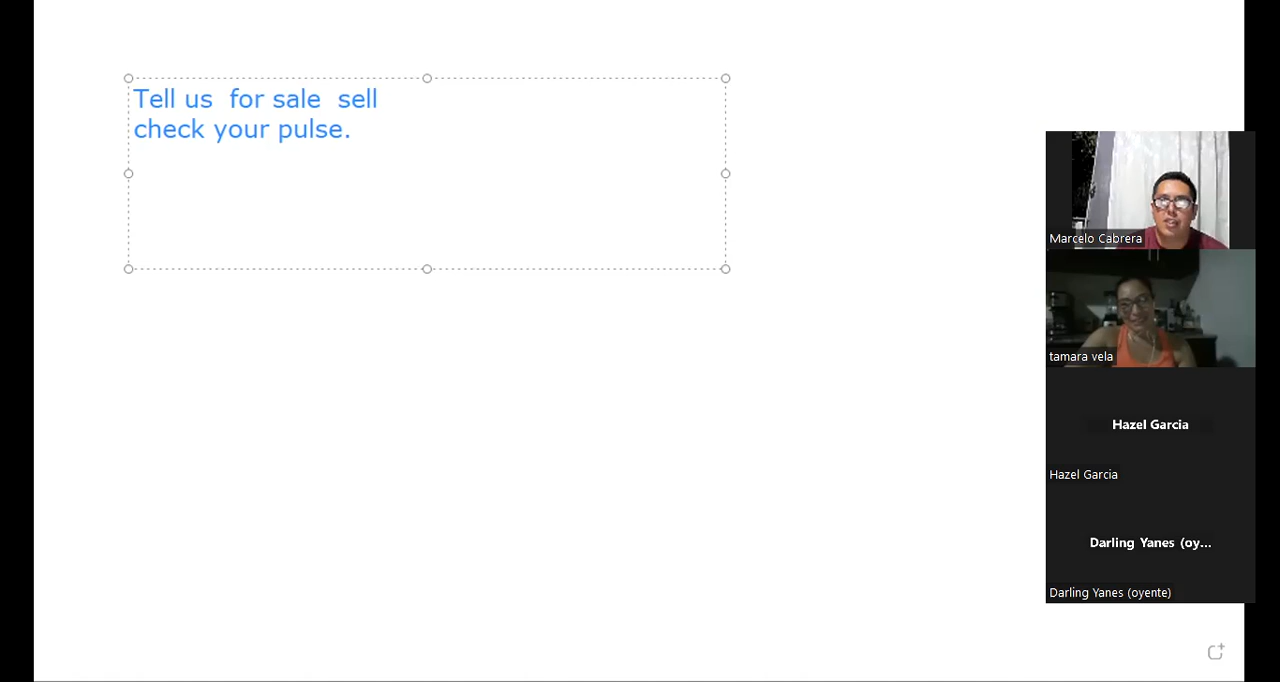 Tell us  for sale  sell
check your pulse.
Marcelo Cabrera
tamara vela
Hazel Garcia
Hazel Garcia
Darling Yanes (oy...
Darling Yanes (oyente)